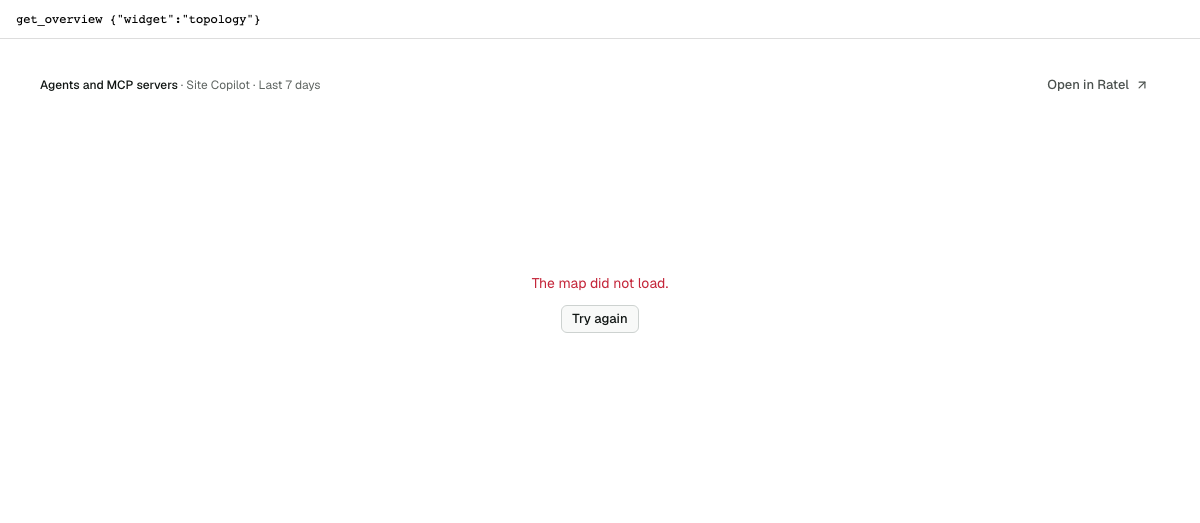 get_overview {"widget":"topology"}
Agents and MCP servers · Site Copilot · Last 7 days
Open in Ratel
The map did not load.
Try again